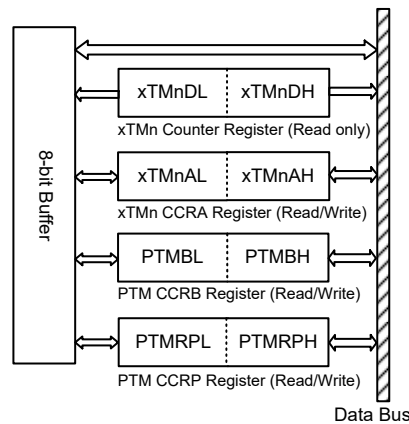 8-bit Buffer
xTMnDL xTMnDH
xTMn Counter Register (Read only)
xTMnAL xTMnAH
xTMn CCRA Register (Read/Write)
PTMBL PTMBH
PTM CCRB Register (Read/Write)
PTMRPL PTMRPH
PTM CCRP Register (Read/Write)
Data Bus